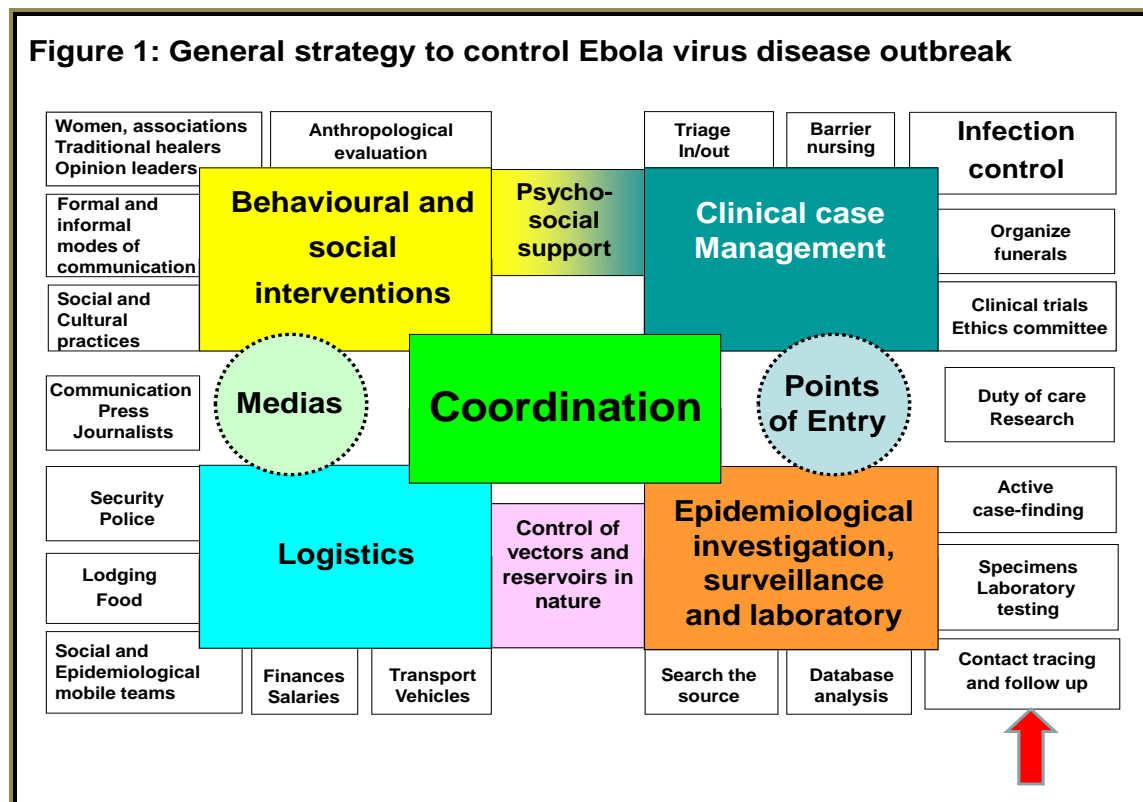 Figure 1: General strategy to control Ebola virus disease outbreak
Women, associations
Traditional healers
Opinion leaders
Anthropological
evaluation
Triage
In/out
Barrier
nursing
Infection
control
Formal and
informal
modes of
communication
Behavioural and
social
interventions
Psycho-
social
support
Clinical case
Management
Organize
funerals
Social and
Cultural
practices
Clinical trials
Ethics committee
Communication
Press
Journalists
Medias
Coordination
Points
of Entry
Duty of care
Research
Security
Police
Logistics
Control of
vectors and
reservoirs in
nature
Epidemiological
investigation,
surveillance
and laboratory
Active
case-finding
Lodging
Food
Specimens
Laboratory
testing
Social and
Epidemiological
mobile teams
Finances
Salaries
Transport
Vehicles
Search the
source
Database
analysis
Contact tracing
and follow up